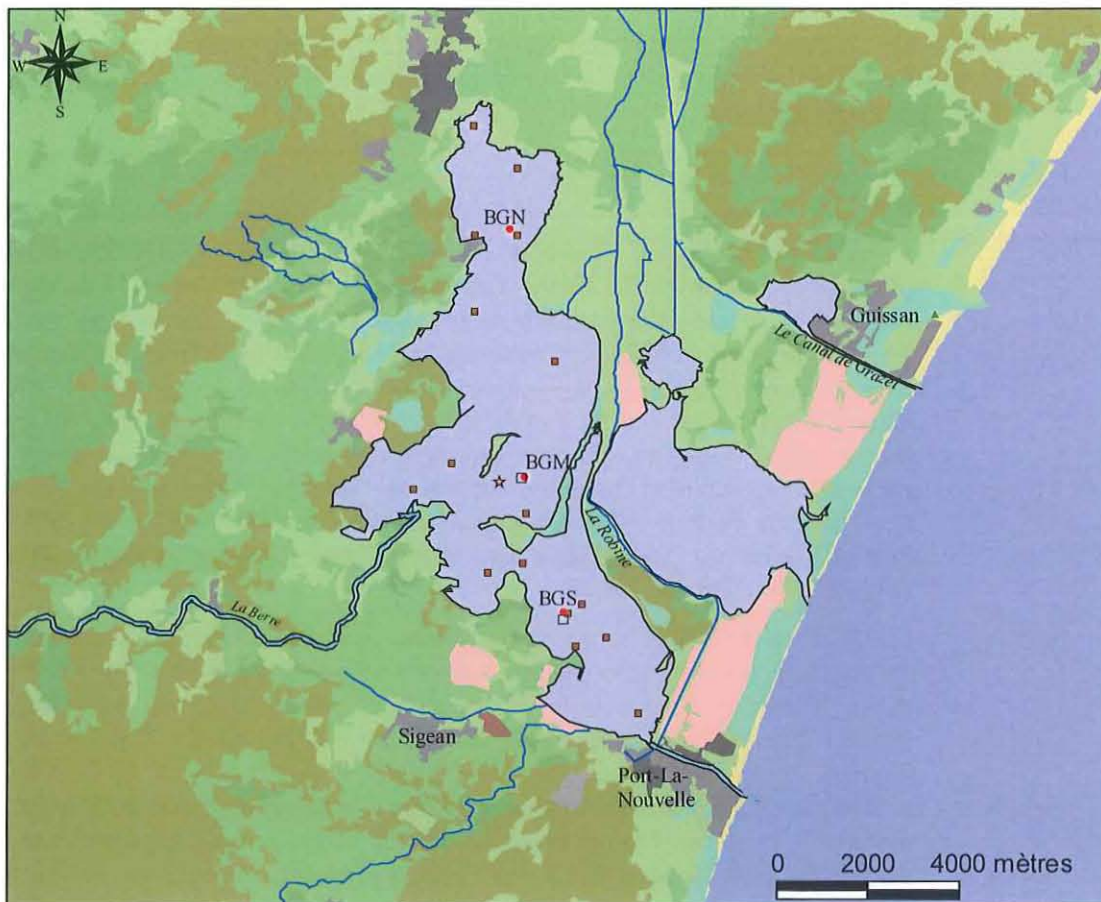 N
W E
S
BGN
Guissan
Le Canal de Grazel
BGM
La Robine
BGS
La Berre
Sigean
Port-La-
Nouvelle
0 2000 4000 mètres